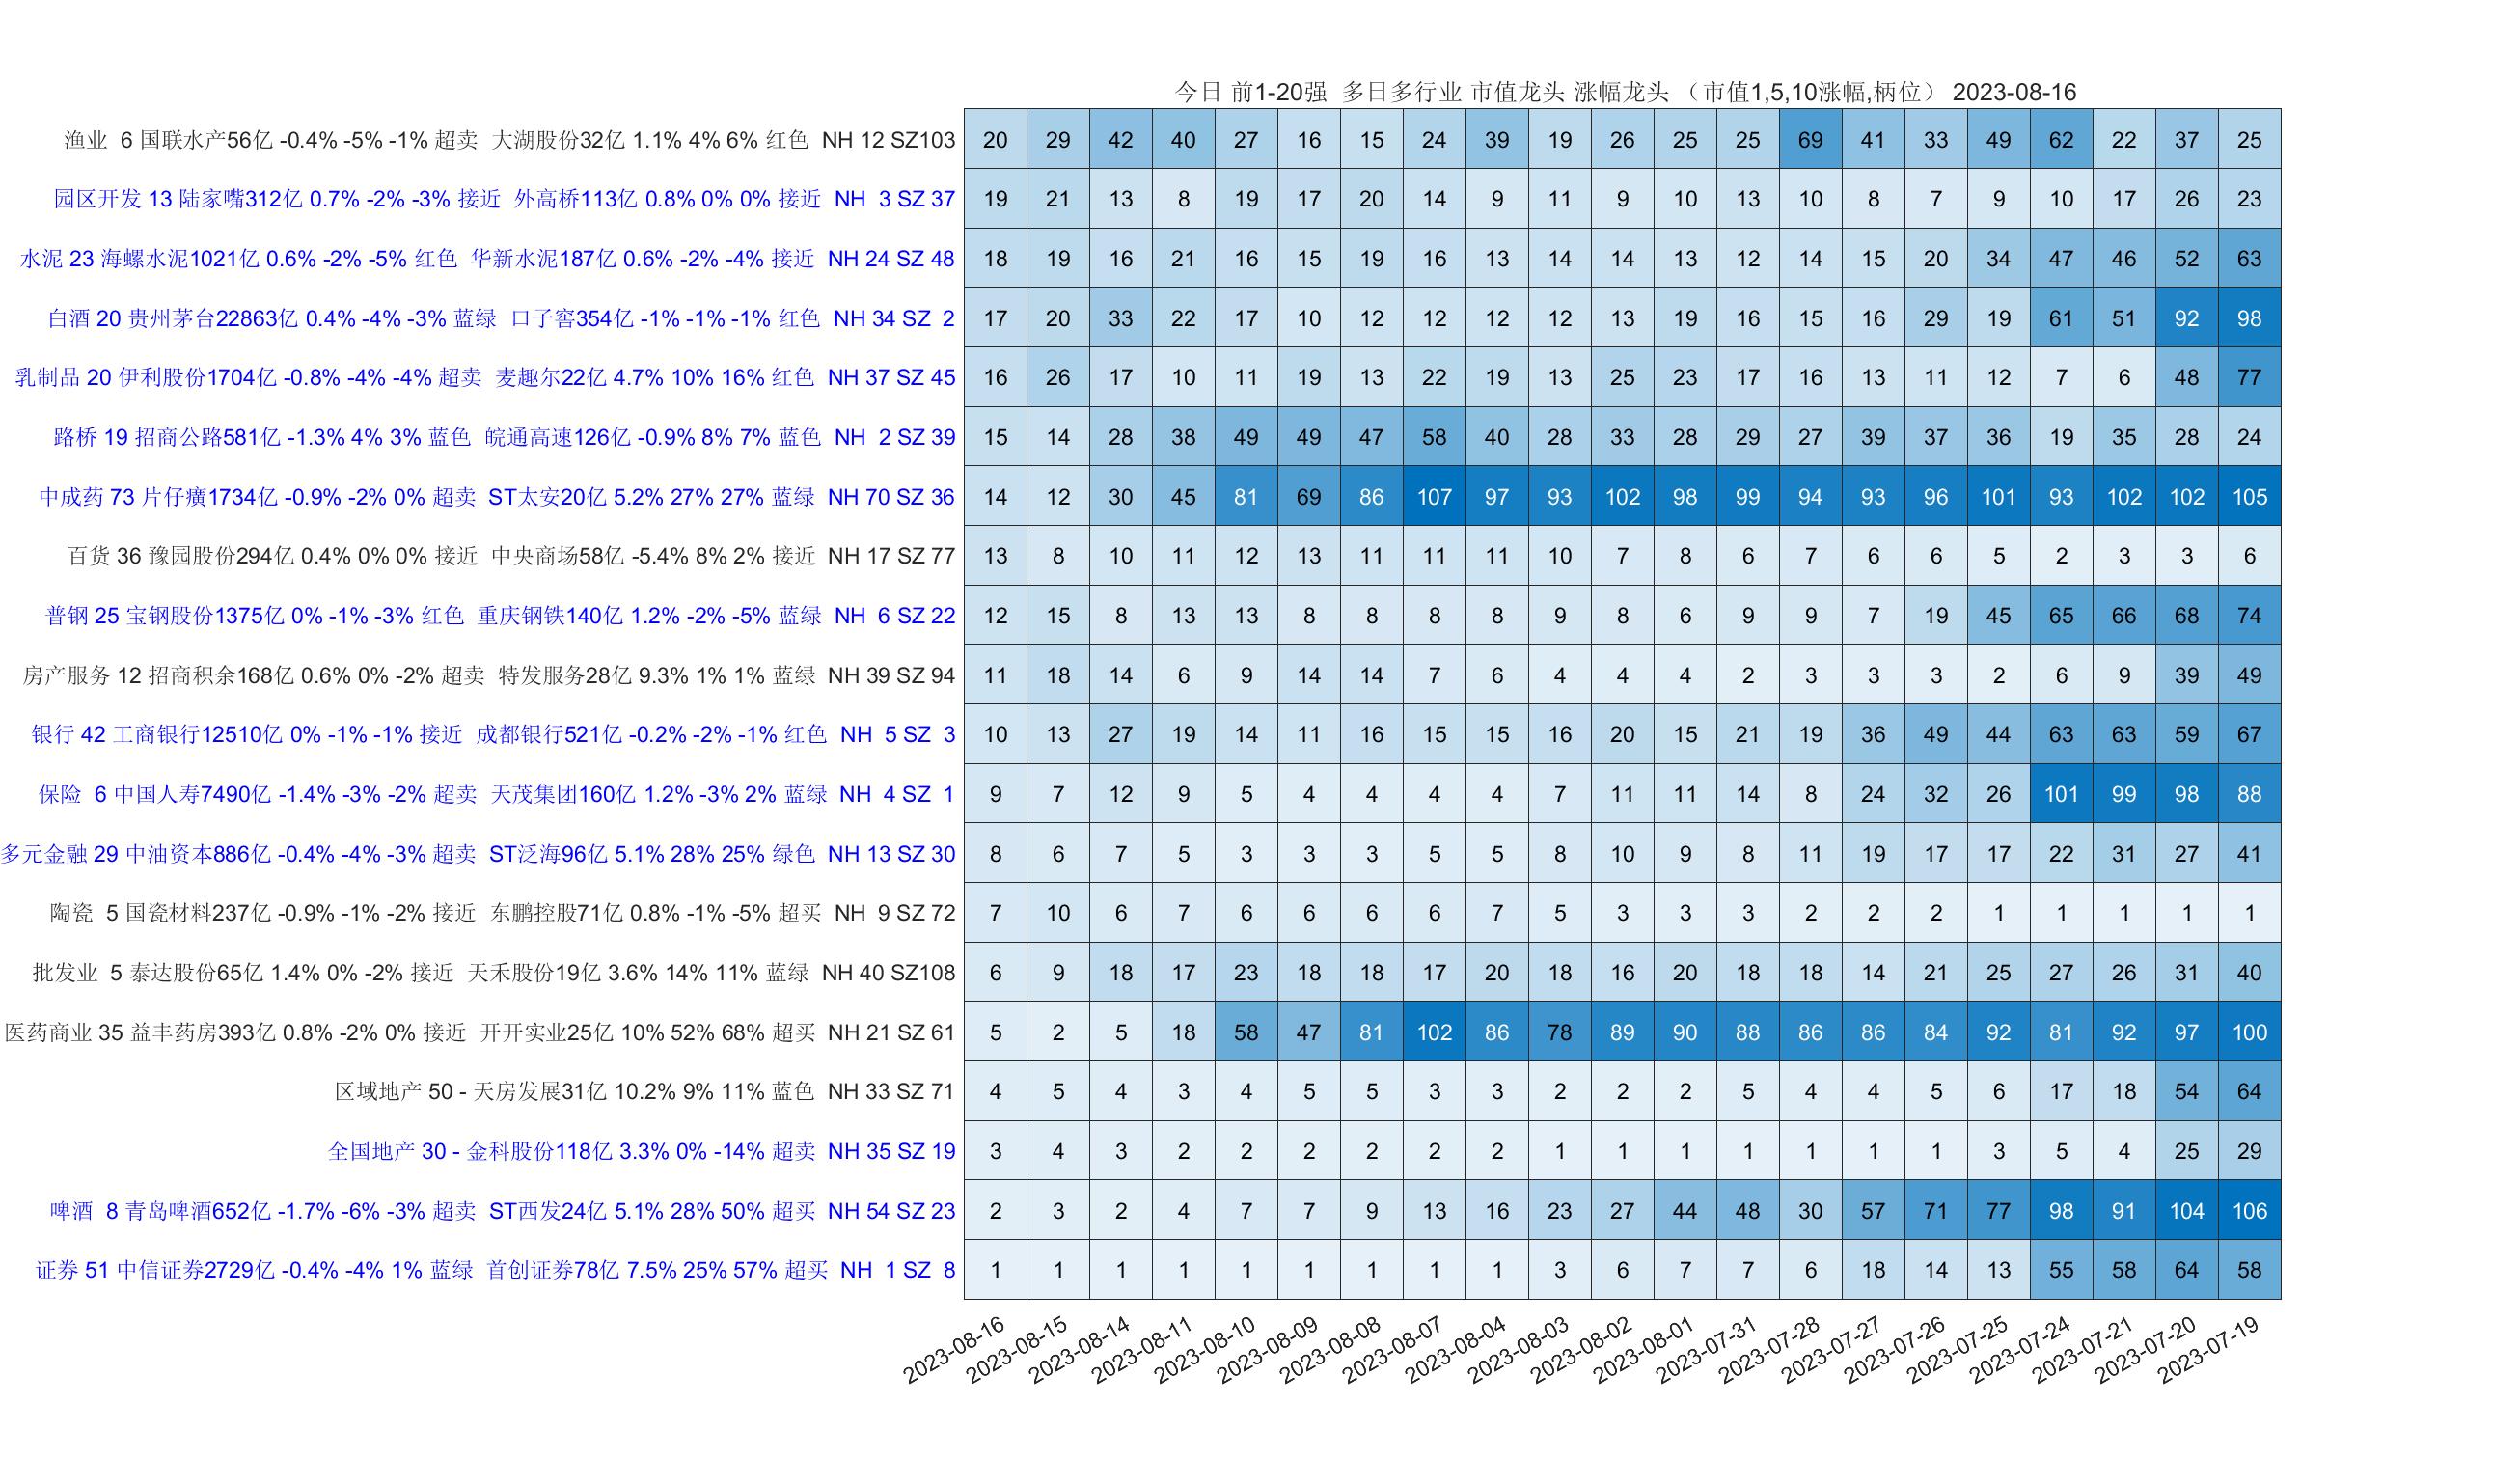 今日 前1-20强 多日多行业 市值龙头 涨幅龙头 （市值1,5,10涨幅,柄位） 2023-08-16
渔业 6 国联水产56亿 -0.4% -5% -1% 超卖 大湖股份32亿 1.1% 4% 6% 红色 NH 12 SZ103 20 29 42 40 27 16 15 24 39 19 26 25 25 69 41 33 49 62 22 37 25
园区开发 13 陆家嘴312亿 0.7% -2% -3% 接近 外高桥113亿 0.8% 0% 0% 接近 NH 3 SZ 37 19 21 13 8 19 17 20 14 9 11 9 10 13 10 8 7 9 10 17 26 23
水泥 23 海螺水泥1021亿 0.6% -2% -5% 红色 华新水泥187亿 0.6% -2% -4% 接近 NH 24 SZ 48 18 19 16 21 16 15 19 16 13 14 14 13 12 14 15 20 34 47 46 52 63
白酒 20 贵州茅台22863亿 0.4% -4% -3% 蓝绿 口子窖354亿 -1% -1% -1% 红色 NH 34 SZ 2 17 20 33 22 17 10 12 12 12 12 13 19 16 15 16 29 19 61 51 92 98
乳制品 20 伊利股份1704亿 -0.8% -4% -4% 超卖 麦趣尔22亿 4.7% 10% 16% 红色 NH 37 SZ 45 16 26 17 10 11 19 13 22 19 13 25 23 17 16 13 11 12 7 6 48 77
路桥 19 招商公路581亿 -1.3% 4% 3% 蓝色 皖通高速126亿 -0.9% 8% 7% 蓝色 NH 2 SZ 39 15 14 28 38 49 49 47 58 40 28 33 28 29 27 39 37 36 19 35 28 24
中成药 73 片仔癀1734亿 -0.9% -2% 0% 超卖 ST太安20亿 5.2% 27% 27% 蓝绿 NH 70 SZ 36 14 12 30 45 81 69 86 107 97 93 102 98 99 94 93 96 101 93 102 102 105
百货 36 豫园股份294亿 0.4% 0% 0% 接近 中央商场58亿 -5.4% 8% 2% 接近 NH 17 SZ 77 13 8 10 11 12 13 11 11 11 10 7 8 6 7 6 6 5 2 3 3 6
普钢 25 宝钢股份1375亿 0% -1% -3% 红色 重庆钢铁140亿 1.2% -2% -5% 蓝绿 NH 6 SZ 22 12 15 8 13 13 8 8 8 8 9 8 6 9 9 7 19 45 65 66 68 74
房产服务 12 招商积余168亿 0.6% 0% -2% 超卖 特发服务28亿 9.3% 1% 1% 蓝绿 NH 39 SZ 94 11 18 14 6 9 14 14 7 6 4 4 4 2 3 3 3 2 6 9 39 49
银行 42 工商银行12510亿 0% -1% -1% 接近 成都银行521亿 -0.2% -2% -1% 红色 NH 5 SZ 3 10 13 27 19 14 11 16 15 15 16 20 15 21 19 36 49 44 63 63 59 67
保险 6 中国人寿7490亿 -1.4% -3% -2% 超卖 天茂集团160亿 1.2% -3% 2% 蓝绿 NH 4 SZ 1 9 7 12 9 5 4 4 4 4 7 11 11 14 8 24 32 26 101 99 98 88
多元金融 29 中油资本886亿 -0.4% -4% -3% 超卖 ST泛海96亿 5.1% 28% 25% 绿色 NH 13 SZ 30 8 6 7 5 3 3 3 5 5 8 10 9 8 11 19 17 17 22 31 27 41
陶瓷 5 国瓷材料237亿 -0.9% -1% -2% 接近 东鹏控股71亿 0.8% -1% -5% 超买 NH 9 SZ 72 7 10 6 7 6 6 6 6 7 5 3 3 3 2 2 2 1 1 1 1 1
批发业 5 泰达股份65亿 1.4% 0% -2% 接近 天禾股份19亿 3.6% 14% 11% 蓝绿 NH 40 SZ108 6 9 18 17 23 18 18 17 20 18 16 20 18 18 14 21 25 27 26 31 40
医药商业 35 益丰药房393亿 0.8% -2% 0% 接近 开开实业25亿 10% 52% 68% 超买 NH 21 SZ 61 5 2 5 18 58 47 81 102 86 78 89 90 88 86 86 84 92 81 92 97 100
区域地产 50 - 天房发展31亿 10.2% 9% 11% 蓝色 NH 33 SZ 71 4 5 4 3 4 5 5 3 3 2 2 2 5 4 4 5 6 17 18 54 64
全国地产 30 - 金科股份118亿 3.3% 0% -14% 超卖 NH 35 SZ 19 3 4 3 2 2 2 2 2 2 1 1 1 1 1 1 1 3 5 4 25 29
啤酒 8 青岛啤酒652亿 -1.7% -6% -3% 超卖 ST西发24亿 5.1% 28% 50% 超买 NH 54 SZ 23 2 3 2 4 7 7 9 13 16 23 27 44 48 30 57 71 77 98 91 104 106
证券 51 中信证券2729亿 -0.4% -4% 1% 蓝绿 首创证券78亿 7.5% 25% 57% 超买 NH 1 SZ 8 1 1 1 1 1 1 1 1 1 3 6 7 7 6 18 14 13 55 58 64 58
2023-08-16 2023-08-15 2023-08-14 2023-08-11 2023-08-10 2023-08-09 2023-08-08 2023-08-07 2023-08-04 2023-08-03 2023-08-02 2023-08-01 2023-07-31 2023-07-28 2023-07-27 2023-07-26 2023-07-25 2023-07-24 2023-07-21 2023-07-20 2023-07-19